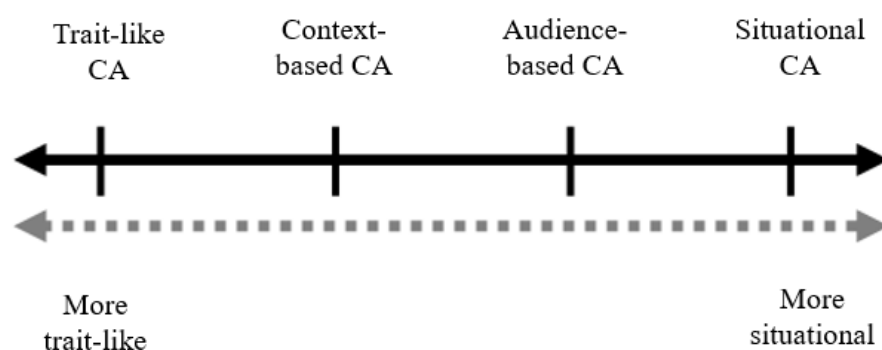 Trait-like
CA
Context-
based CA
Audience-
based CA
Situational
CA
More
trait-like
More
situational